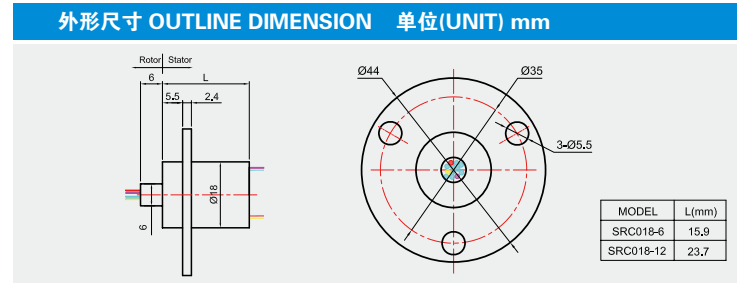 外形尺寸 OUTLINE DIMENSION 单位(UNIT) mm
Rotor Stator
6 L
5.5 2.4
Ø18
6
Ø44 Ø35
3-Ø5.5
MODEL L(mm)
SRC018-6 15.9
SRC018-12 23.7